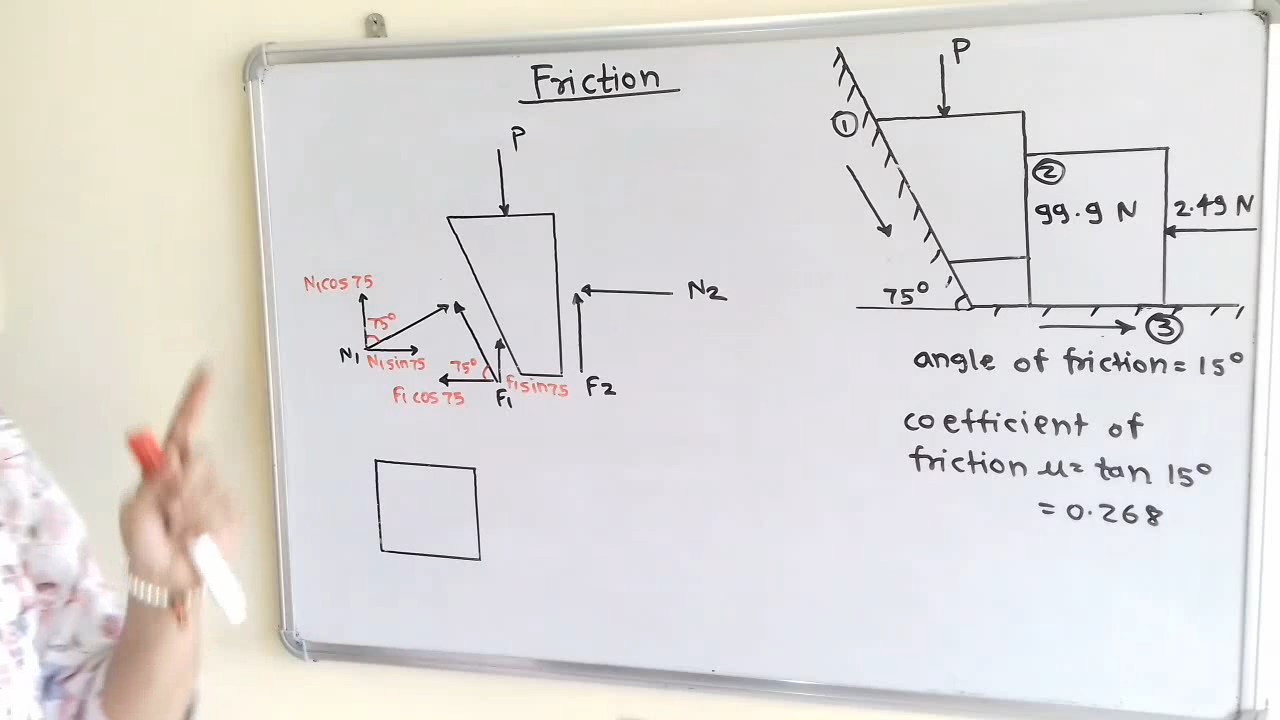 Friction
P
N1cos75
75°
N1
N1sin75
75°
F1cos75
F1
F1sin75
F2
N2
P
①
②
99.9 N
2.49 N
75°
③
angle of friction = 15°
coefficient of
friction μ= tan 15°
= 0.268